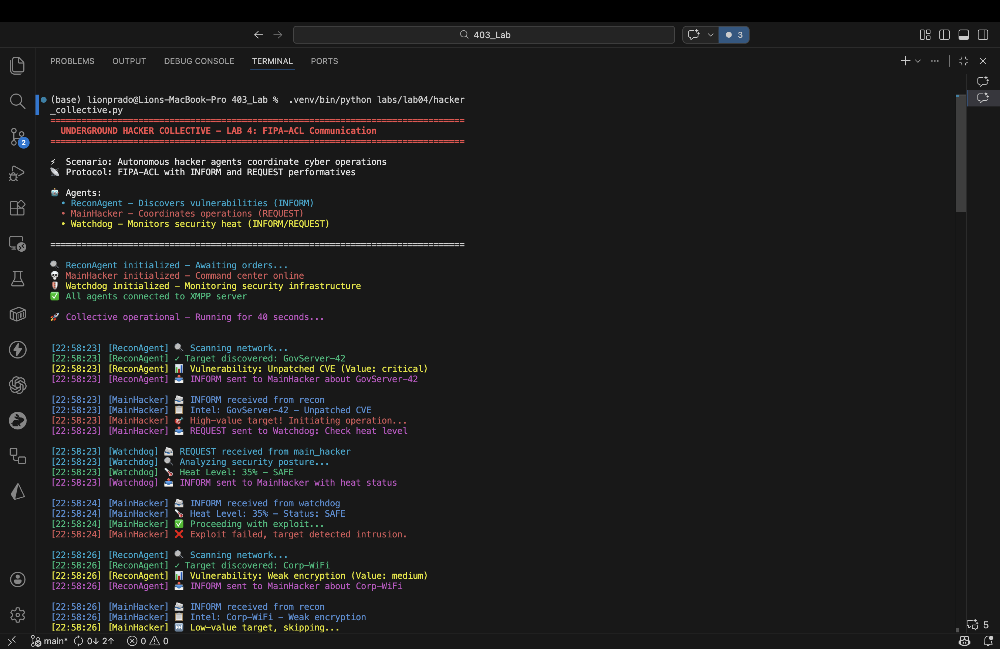 403_Lab
3
PROBLEMS OUTPUT DEBUG CONSOLE TERMINAL PORTS
(base) lionprado@Lions-MacBook-Pro 403_Lab % .venv/bin/python labs/lab04/hacker
_collective.py
================================================================================
UNDERGROUND HACKER COLLECTIVE - LAB 4: FIPA-ACL Communication
================================================================================
⚡ Scenario: Autonomous hacker agents coordinate cyber operations
📡 Protocol: FIPA-ACL with INFORM and REQUEST performatives
🤖 Agents:
• ReconAgent - Discovers vulnerabilities (INFORM)
• MainHacker - Coordinates operations (REQUEST)
• Watchdog - Monitors security heat (INFORM/REQUEST)
================================================================================
🔍 ReconAgent initialized - Awaiting orders...
💀 MainHacker initialized - Command center online
🛡️ Watchdog initialized - Monitoring security infrastructure
✅ All agents connected to XMPP server
🚀 Collective operational - Running for 40 seconds...
[22:58:23] [ReconAgent] 🔍 Scanning network...
[22:58:23] [ReconAgent] ✓ Target discovered: GovServer-42
[22:58:23] [ReconAgent] 📊 Vulnerability: Unpatched CVE (Value: critical)
[22:58:23] [ReconAgent] 📤 INFORM sent to MainHacker about GovServer-42
[22:58:23] [MainHacker] 📨 INFORM received from recon
[22:58:23] [MainHacker] 📋 Intel: GovServer-42 - Unpatched CVE
[22:58:23] [MainHacker] 🎯 High-value target! Initiating operation...
[22:58:23] [MainHacker] 📤 REQUEST sent to Watchdog: Check heat level
[22:58:23] [Watchdog] 📨 REQUEST received from main_hacker
[22:58:23] [Watchdog] 🔍 Analyzing security posture...
[22:58:23] [Watchdog] 🌡️ Heat Level: 35% - SAFE
[22:58:23] [Watchdog] 📤 INFORM sent to MainHacker with heat status
[22:58:24] [MainHacker] 📨 INFORM received from watchdog
[22:58:24] [MainHacker] 🌡️ Heat Level: 35% - Status: SAFE
[22:58:24] [MainHacker] ✅ Proceeding with exploit...
[22:58:24] [MainHacker] ❌ Exploit failed, target detected intrusion.
[22:58:26] [ReconAgent] 🔍 Scanning network...
[22:58:26] [ReconAgent] ✓ Target discovered: Corp-WiFi
[22:58:26] [ReconAgent] 📊 Vulnerability: Weak encryption (Value: medium)
[22:58:26] [ReconAgent] 📤 INFORM sent to MainHacker about Corp-WiFi
[22:58:26] [MainHacker] 📨 INFORM received from recon
[22:58:26] [MainHacker] 📋 Intel: Corp-WiFi - Weak encryption
[22:58:26] [MainHacker] ⏭️ Low-value target, skipping...
2
5
main* 0↓ 2↑ 0 0